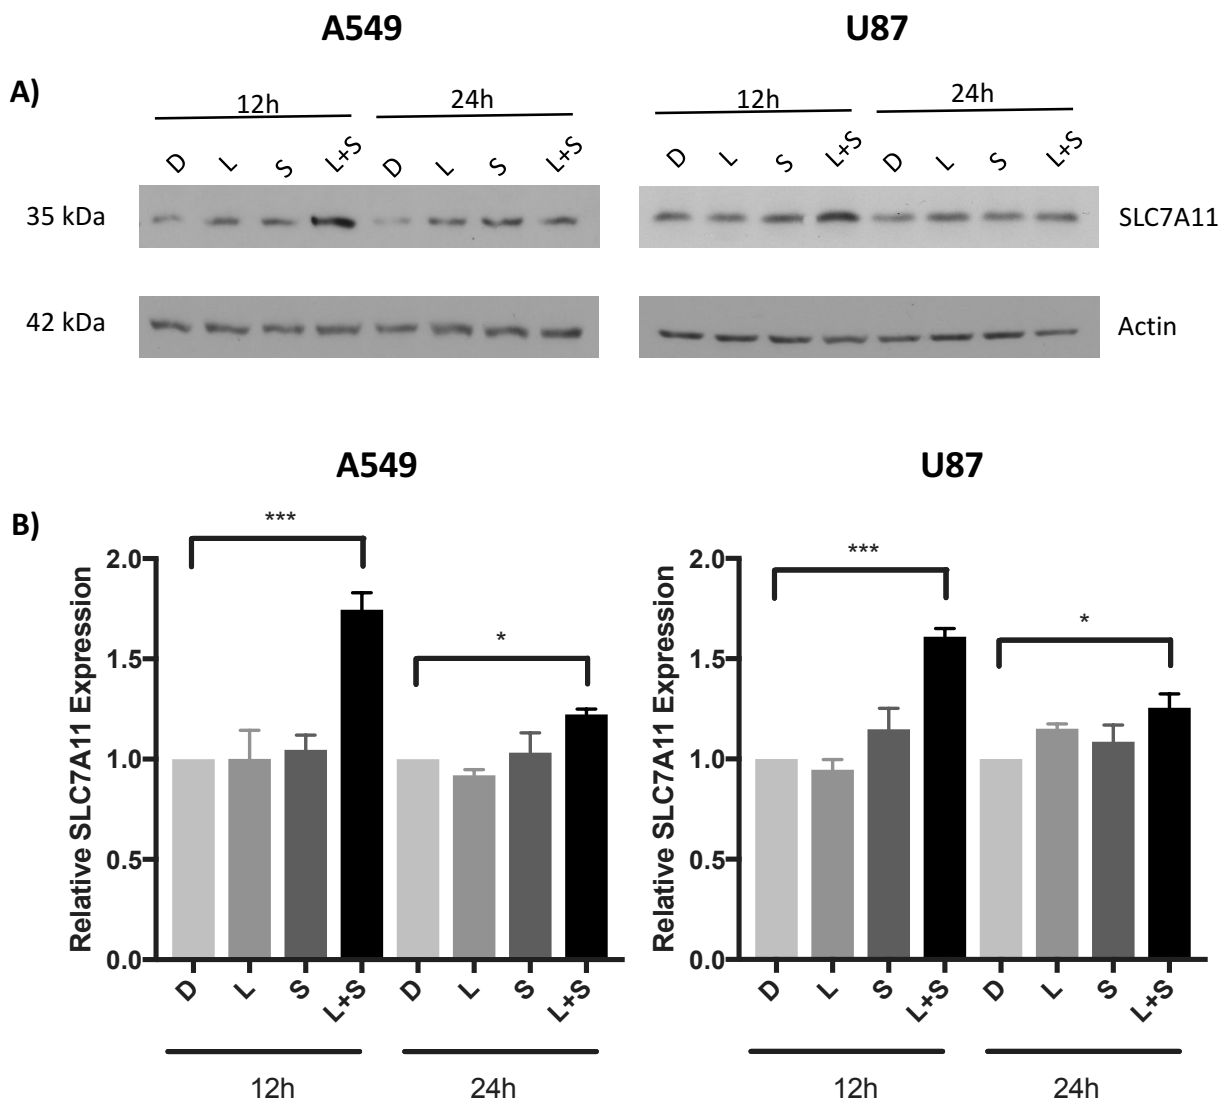 A549 U87
A)
12h 24h 12h 24h
D L S L+S D L S L+S D L S L+S D L S L+S
35 kDa SLC7A11
42 kDa Actin
A549 U87
B)
*** ***
* *
Relative SLC7A11 Expression
2.0
1.5
1.0
0.5
0.0
D L S L+S D L S L+S
12h 24h
Relative SLC7A11 Expression
2.0
1.5
1.0
0.5
0.0
D L S L+S D L S L+S
12h 24h